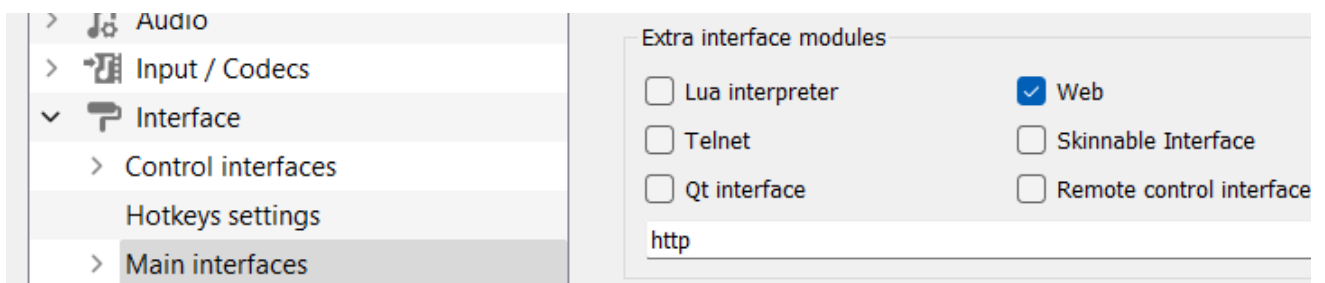 Audio
Input / Codecs
Interface
Control interfaces
Hotkeys settings
Main interfaces
Extra interface modules
Lua interpreter
Web
Telnet
Skinnable Interface
Qt interface
Remote control interface
http